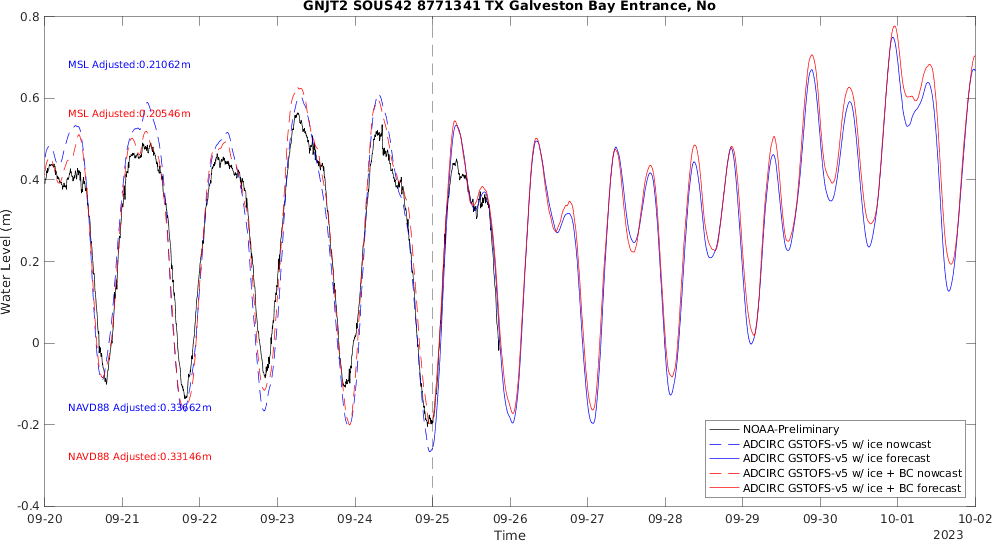 GNJT2 SOUS42 8771341 TX Galveston Bay Entrance, No
0.8
0.6
0.4
0.2
0
-0.2
-0.4
Water Level (m)
MSL Adjusted:0.21062m
MSL Adjusted:0.20546m
NAVD88 Adjusted:0.33662m
NAVD88 Adjusted:0.33146m
NOAA-Preliminary
ADCIRC GSTOFS-v5 w/ ice nowcast
ADCIRC GSTOFS-v5 w/ ice forecast
ADCIRC GSTOFS-v5 w/ ice + BC nowcast
ADCIRC GSTOFS-v5 w/ ice + BC forecast
09-20 09-21 09-22 09-23 09-24 09-25 09-26 09-27 09-28 09-29 09-30 10-01 10-02
Time
2023